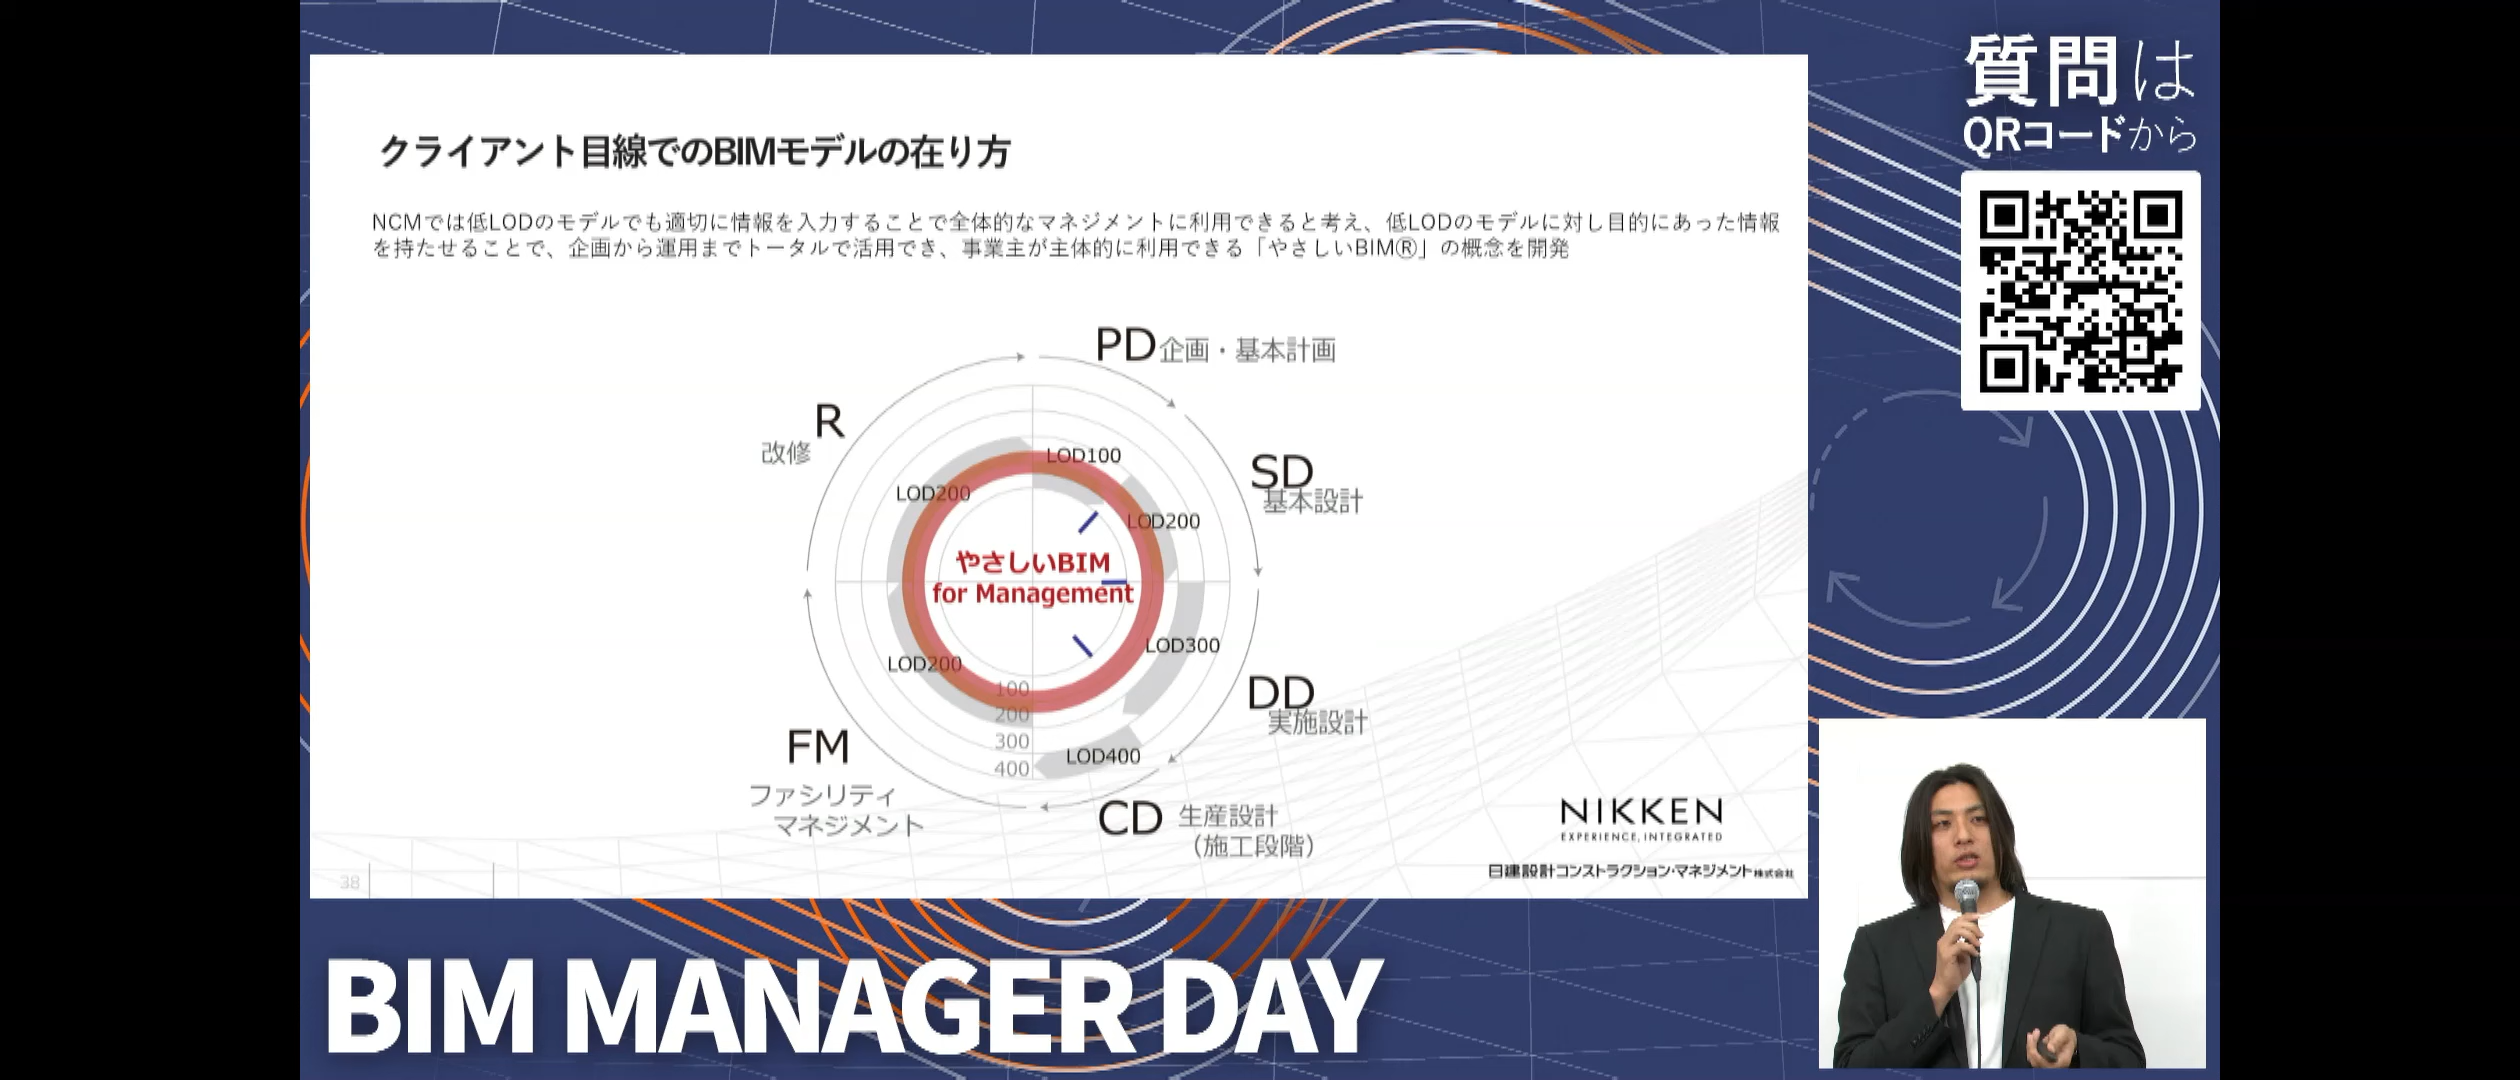 質問は
QRコードから
クライアント目線でのBIMモデルの在り方
NCMでは低LODのモデルでも適切に情報を入力することで全体的なマネジメントに利用できると考え、低LODのモデルに対し目的にあった情報
を持たせることで、企画から運用までトータルで活用でき、事業主が主体的に利用できる「やさしいBIM®」の概念を開発
PD企画・基本計画
R
改修
LOD100
SD
基本設計
LOD200
LOD200
やさしいBIM
for Management
LOD300
LOD200
100
200
300
400
DD
実施設計
LOD400
FM
ファシリティ
マネジメント
CD 生産設計
（施工段階）
NIKKEN
EXPERIENCE, INTEGRATED
日建設計コンストラクション・マネジメント株式会社
38
BIM MANAGER DAY